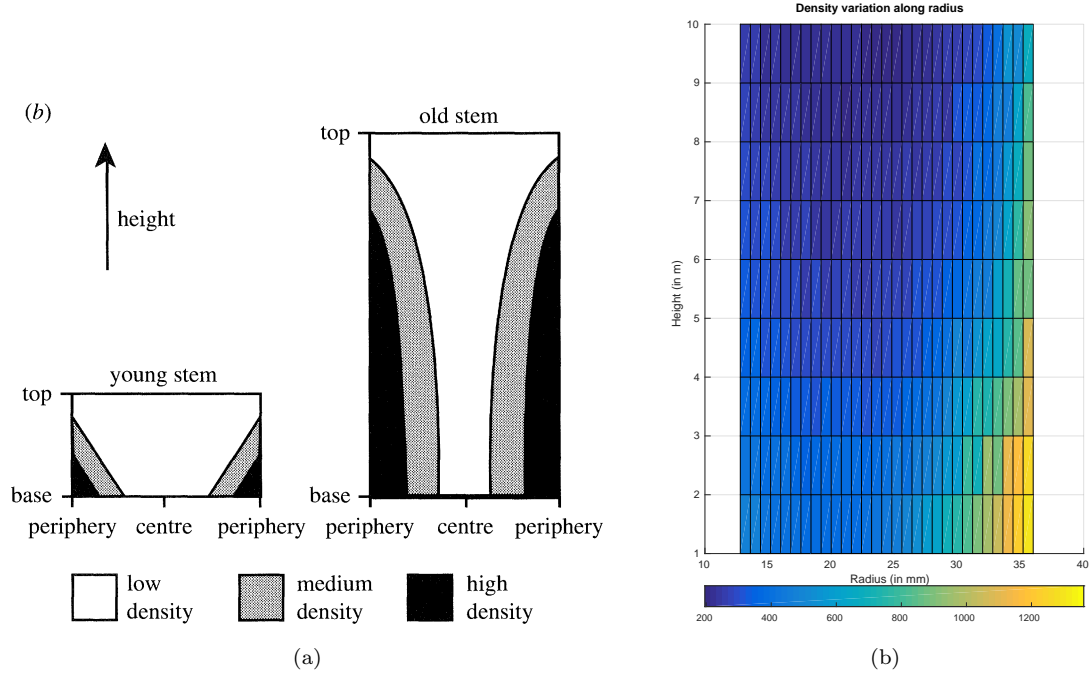 (b)
height
young stem
top
base
periphery centre periphery
old stem
top
base
periphery centre periphery
low
density
medium
density
high
density
(a)
Density variation along radius
Height (in m)
10
9
8
7
6
5
4
3
2
1
10 15 20 25 30 35 40
Radius (in mm)
200 400 600 800 1000 1200
(b)